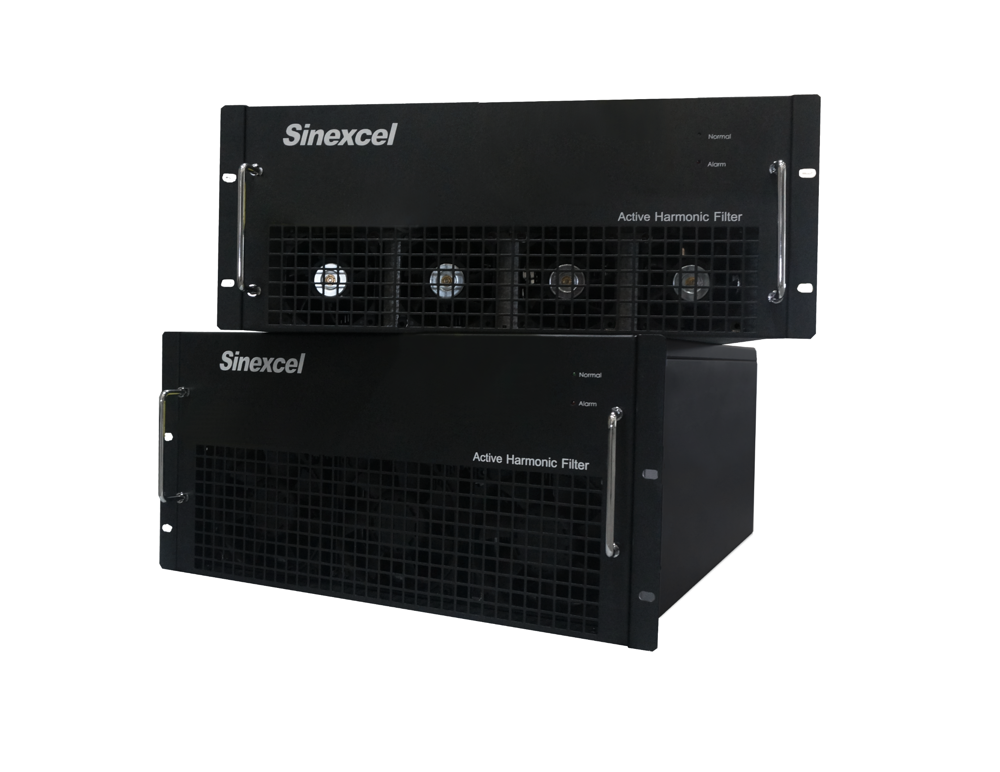 Sinexcel
Normal
Alarm
Active Harmonic Filter
Sinexcel
Normal
Alarm
Active Harmonic Filter